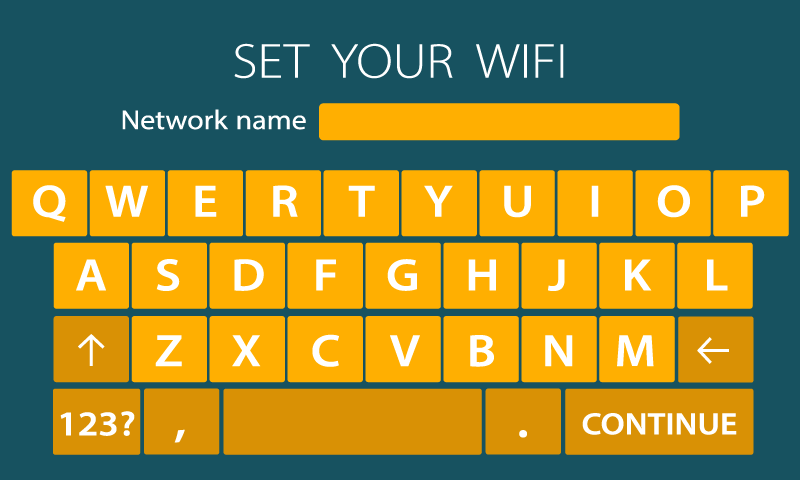 SET YOUR WIFI
Network name
Q W E R T Y U I O P
A S D F G H J K L
↑ Z X C V B N M ←
123? , . CONTINUE